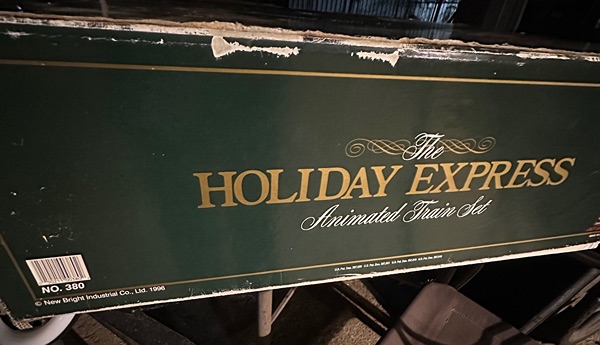 The
HOLIDAY EXPRESS
Animated Train Set
NO. 380
© New Bright Industrial Co., Ltd. 1996